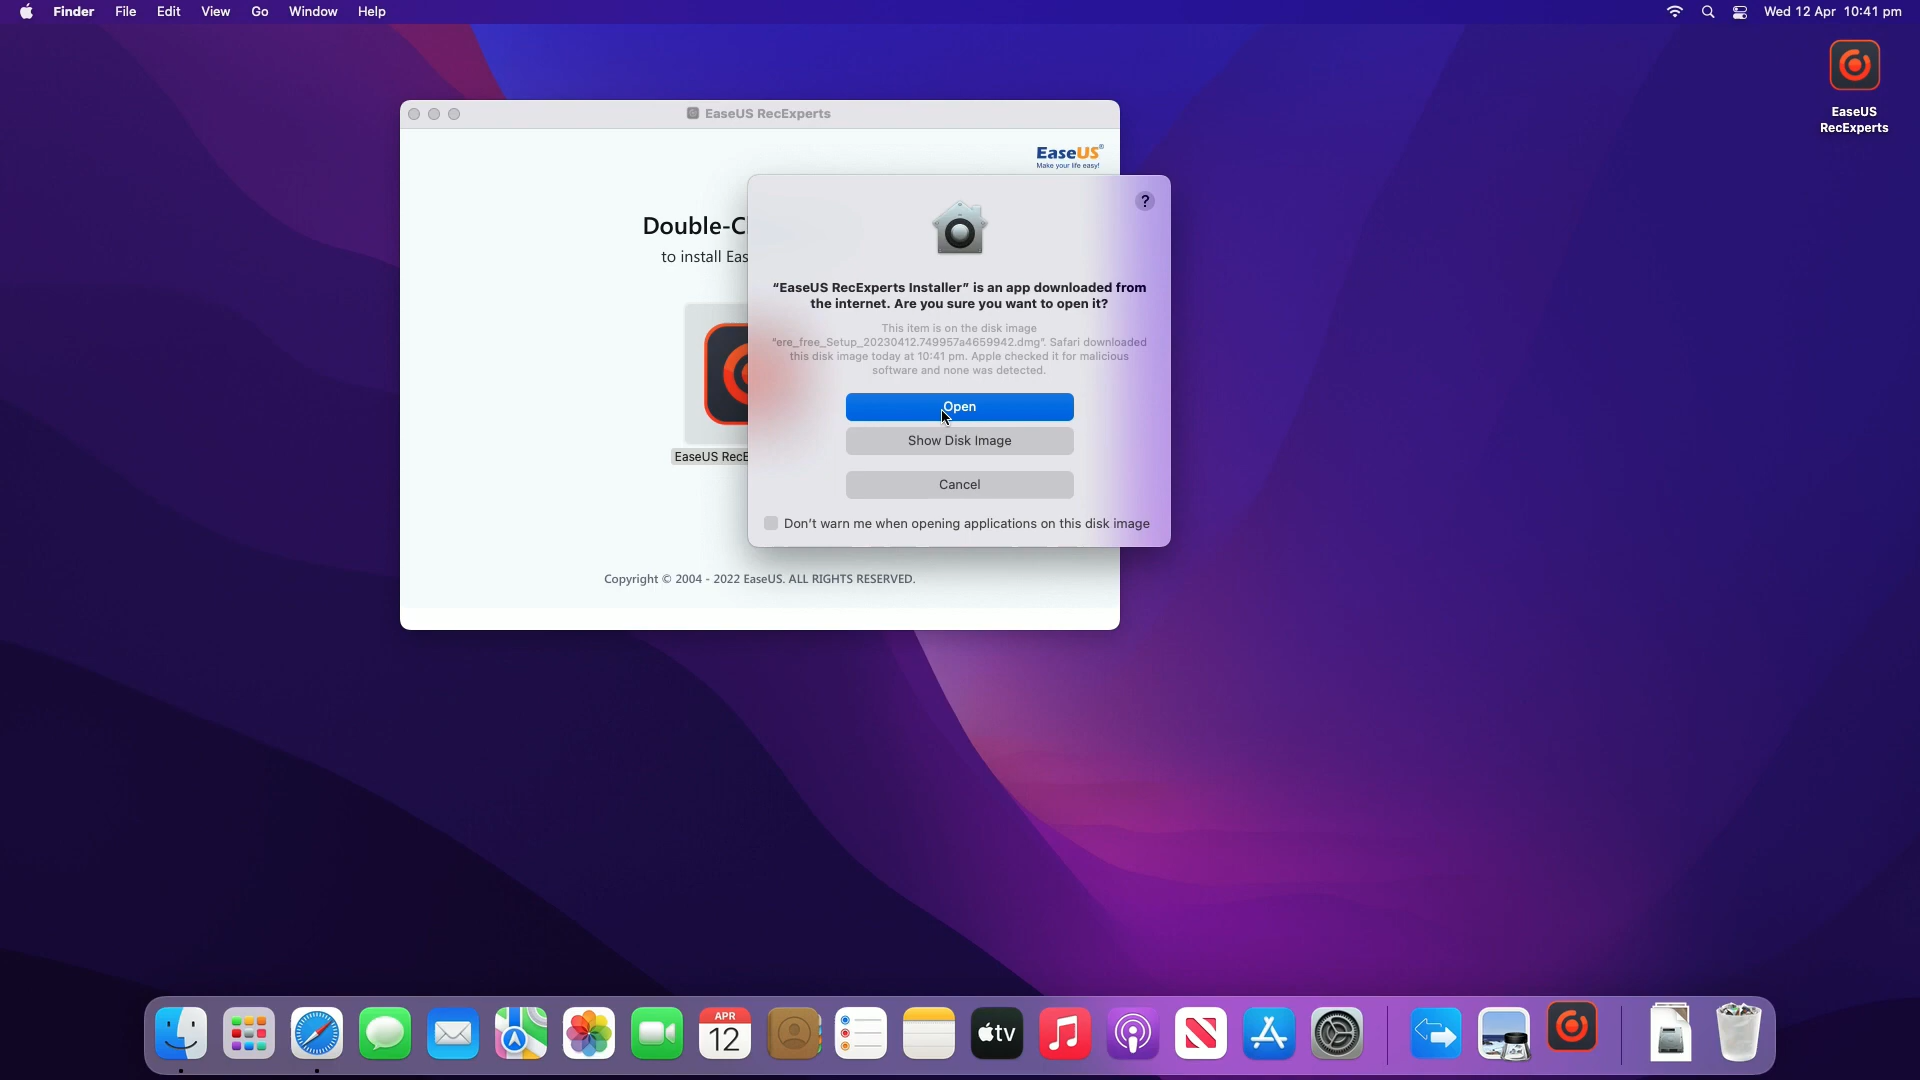 Finder File Edit View Go Window Help
Wed 12 Apr 10:41 pm
EaseUS
RecExperts
EaseUS RecExperts
EaseUS®
Make your life easy!
Double-C
to install Eas
EaseUS RecE
?
“EaseUS RecExperts Installer” is an app downloaded from
the internet. Are you sure you want to open it?
This item is on the disk image
“ere_free_Setup_20230412.749957a4659942.dmg”. Safari downloaded
this disk image today at 10:41 pm. Apple checked it for malicious
software and none was detected.
Open
Show Disk Image
Cancel
Don’t warn me when opening applications on this disk image
Copyright © 2004 - 2022 EaseUS. ALL RIGHTS RESERVED.
APR
12
tv